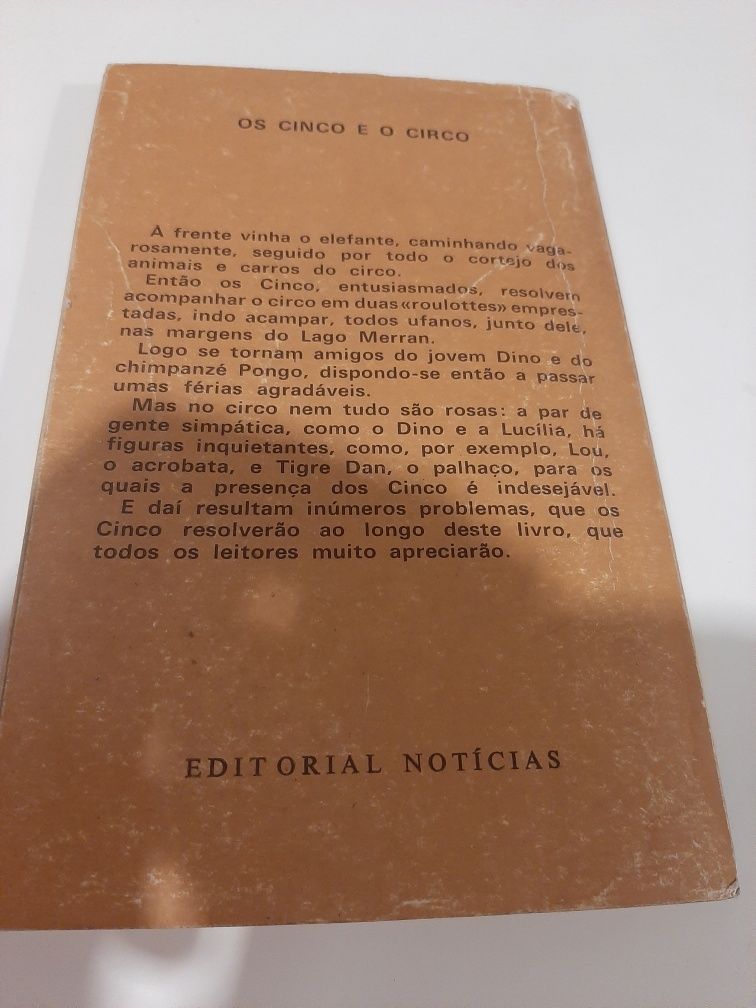 OS CINCO E O CIRCO
À frente vinha o elefante, caminhando vaga-
rosamente, seguido por todo o cortejo dos
animais e carros do circo.
Então os Cinco, entusiasmados, resolvem
acompanhar o circo em duas «roulottes» empres-
tadas, indo acampar, todos ufanos, junto dele,
nas margens do Lago Merran.
Logo se tornam amigos do jovem Dino e do
chimpanzé Pongo, dispondo-se então a passar
umas férias agradáveis.
Mas no circo nem tudo são rosas: a par de
gente simpática, como o Dino e a Lucília, há
figuras inquietantes, como, por exemplo, Lou,
o acrobata, e Tigre Dan, o palhaço, para os
quais a presença dos Cinco é indesejável.
E daí resultam inúmeros problemas, que os
Cinco resolverão ao longo deste livro, que
todos os leitores muito apreciarão.
EDITORIAL NOTÍCIAS